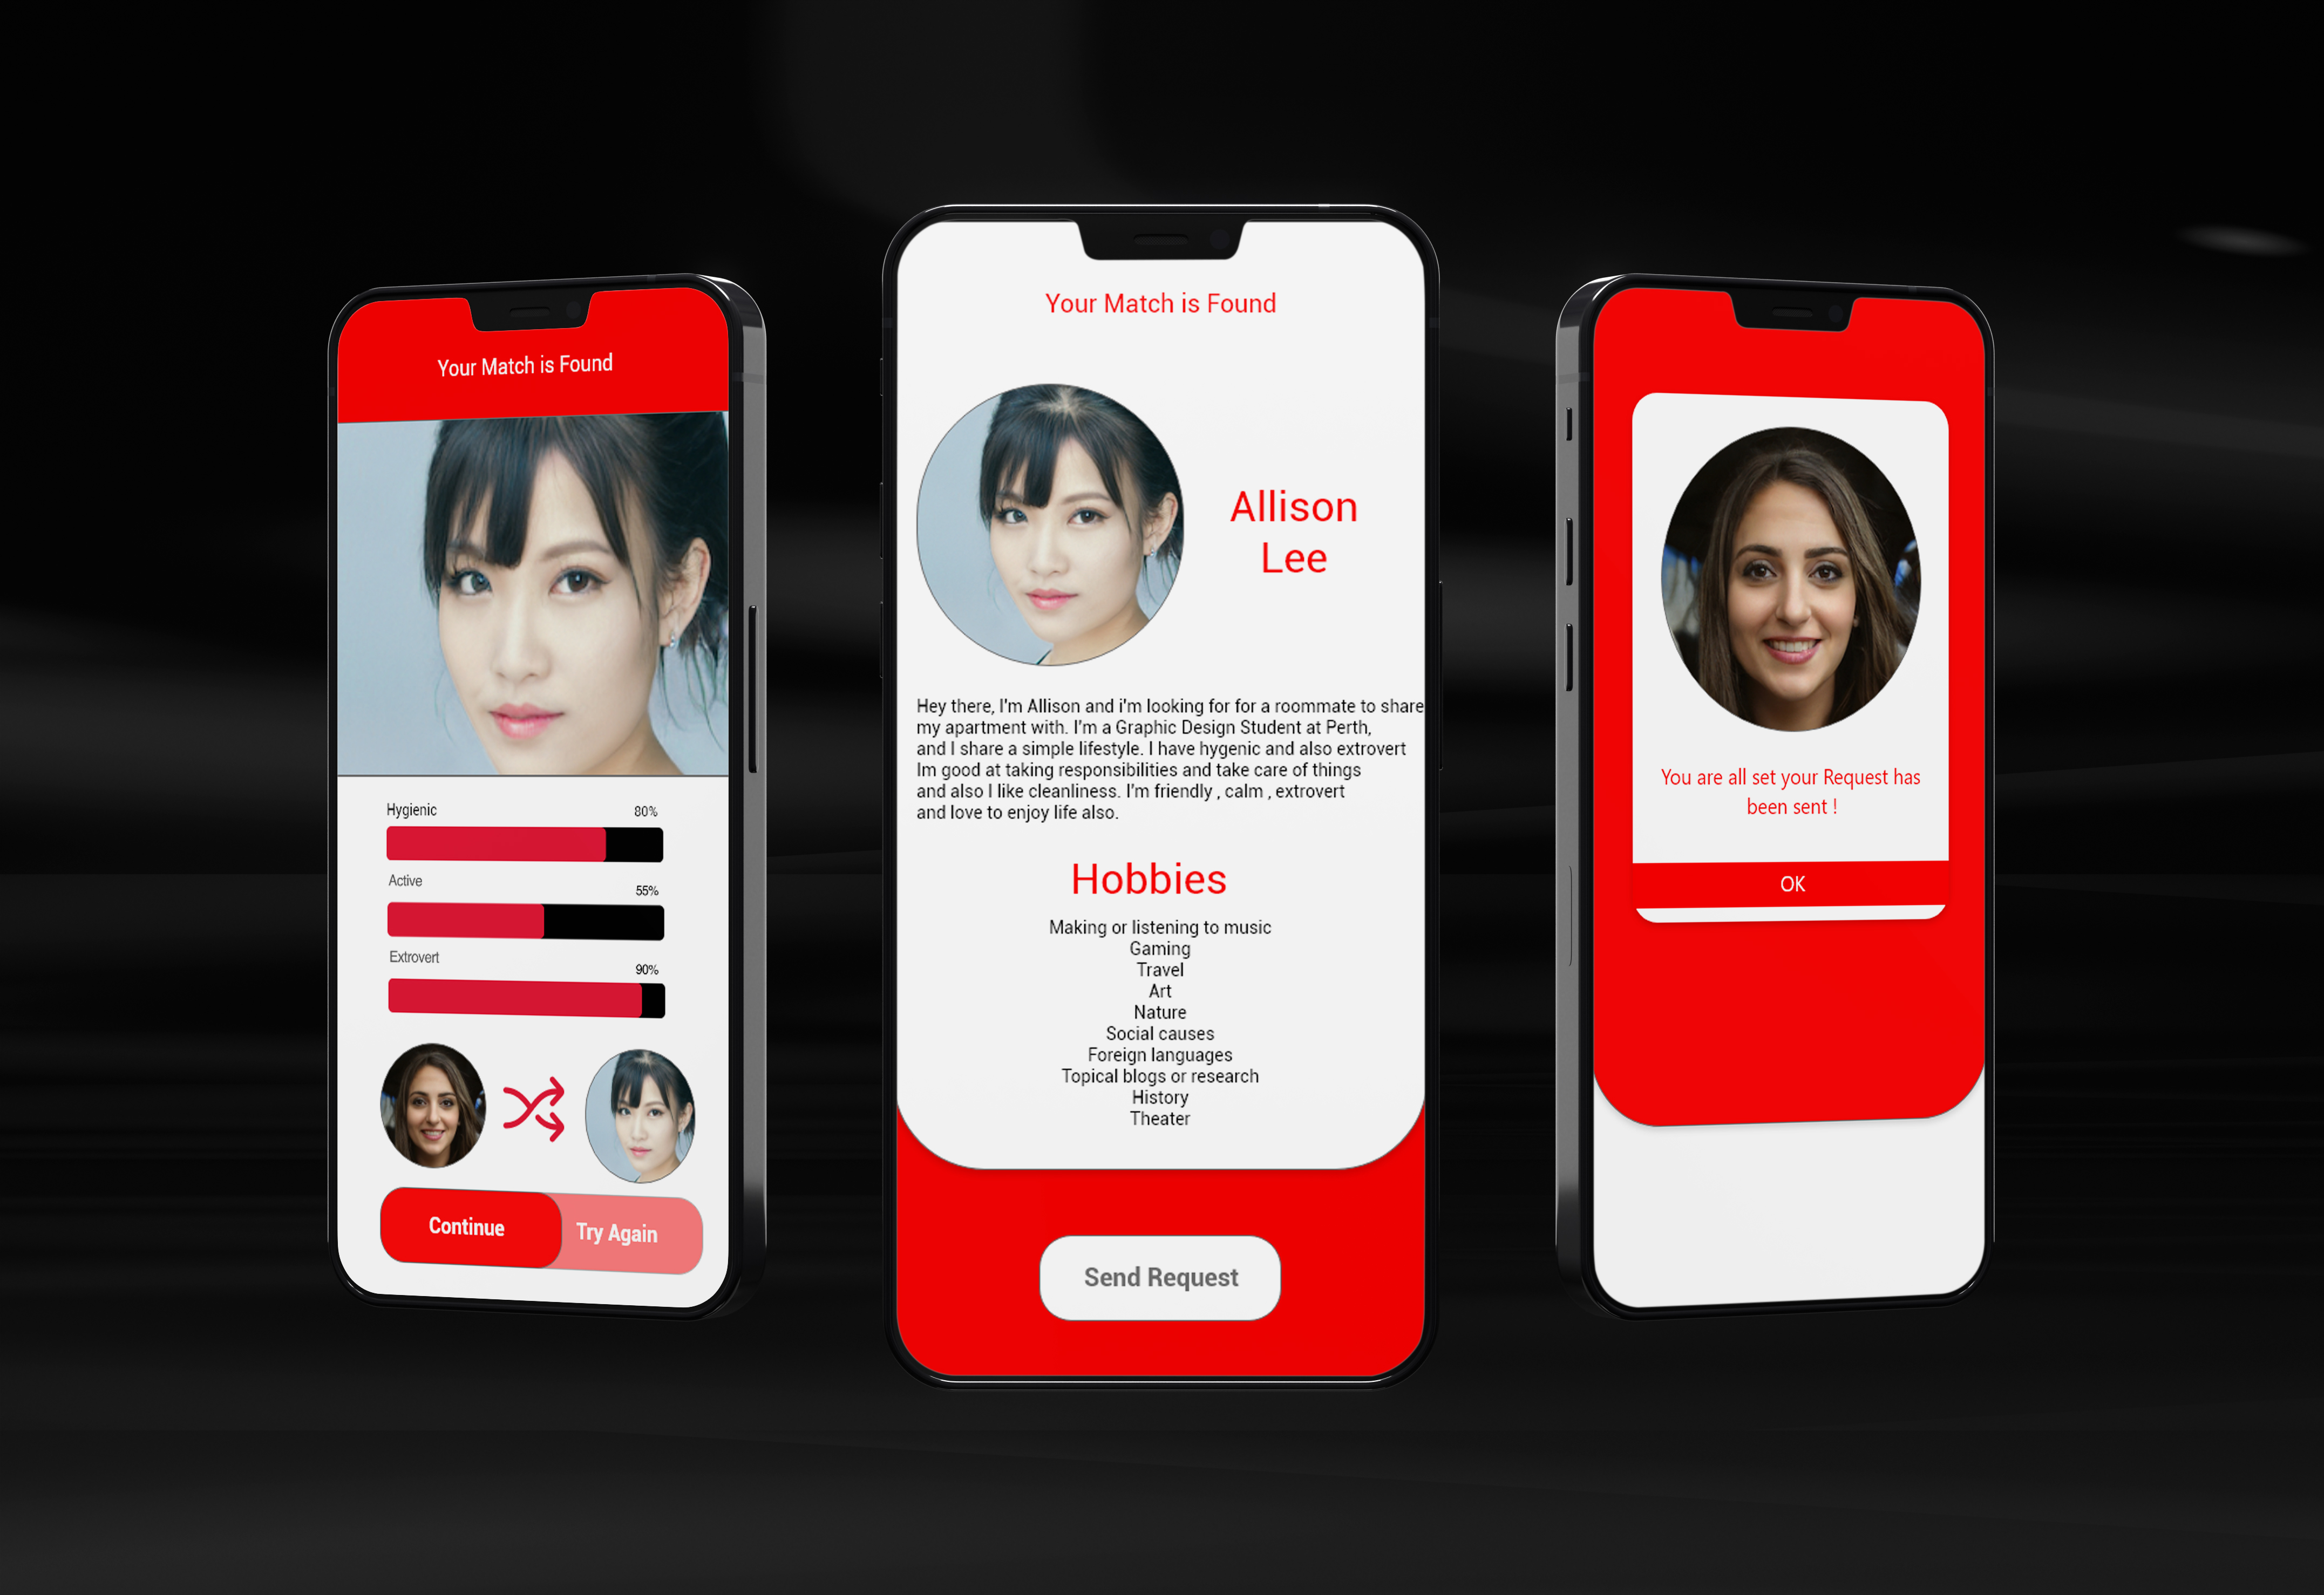 Your Match is Found
Hygienic 80%
Active 55%
Extrovert 90%
Continue Try Again
Your Match is Found
Allison
Lee
Hey there, I'm Allison and i'm looking for for a roommate to share
my apartment with. I'm a Graphic Design Student at Perth,
and I share a simple lifestyle. I have hygenic and also extrovert
Im good at taking responsibilities and take care of things
and also I like cleanliness. I'm friendly , calm , extrovert
and love to enjoy life also.
Hobbies
Making or listening to music
Gaming
Travel
Art
Nature
Social causes
Foreign languages
Topical blogs or research
History
Theater
Send Request
You are all set your Request has
been sent !
OK